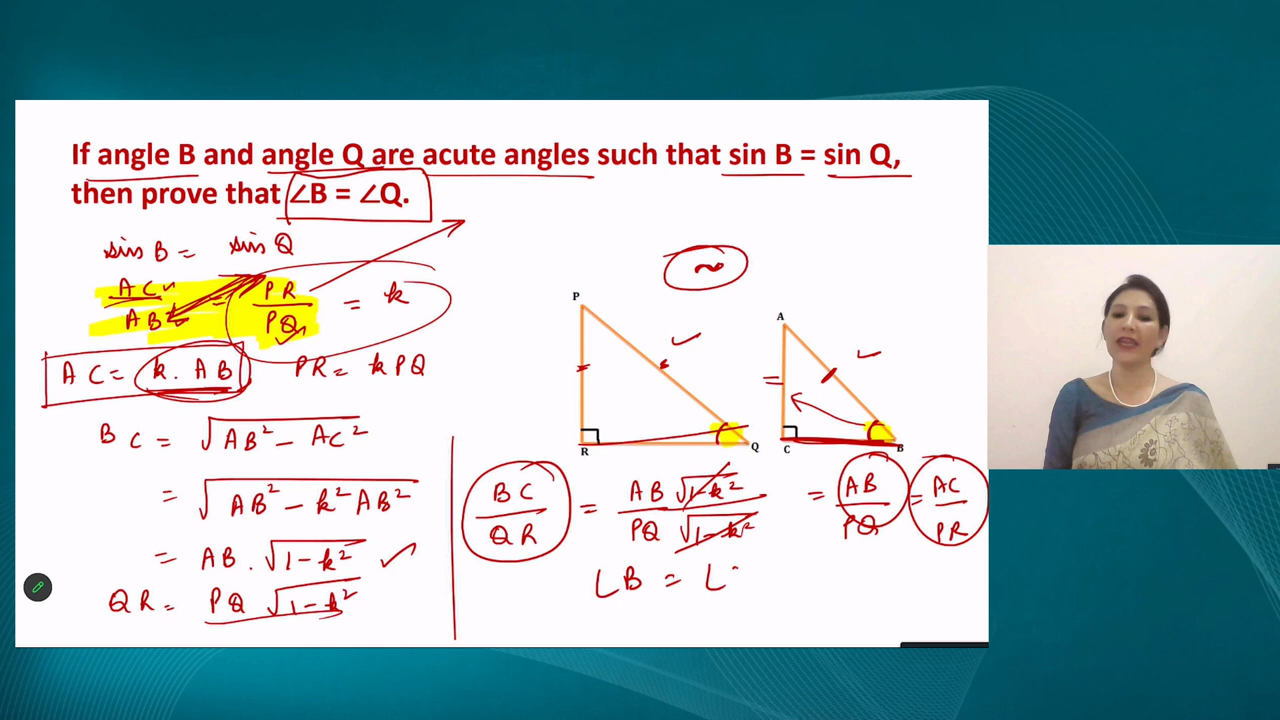 If angle B and angle Q are acute angles such that sin B = sin Q,
then prove that ∠B = ∠Q.
sin B = sin Q
AC/AB = PR/PQ = k
AC = k . AB
PR = k PQ
BC = √(AB² – AC²)
= √(AB² – k² AB²)
= AB . √(1 – k²)
QR = PQ √(1 – k²)
~
P
A
R
Q
C
B
BC/QR = AB √(1 – k²) / PQ √(1 – k²) = AB/PQ = AC/PR
∠B = ∠